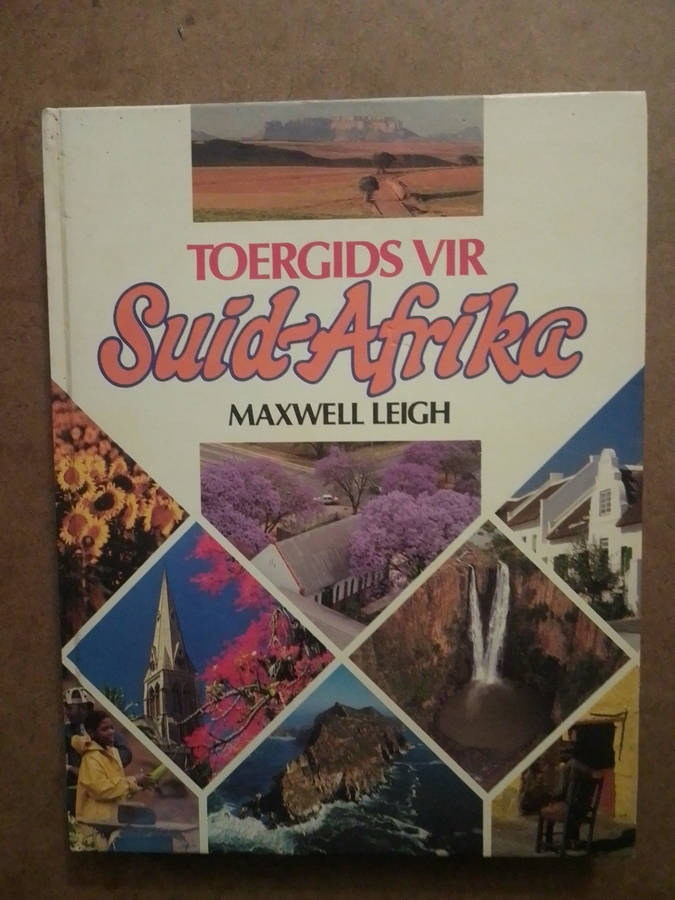 TOERGIDS VIR
Suid-Afrika
MAXWELL LEIGH